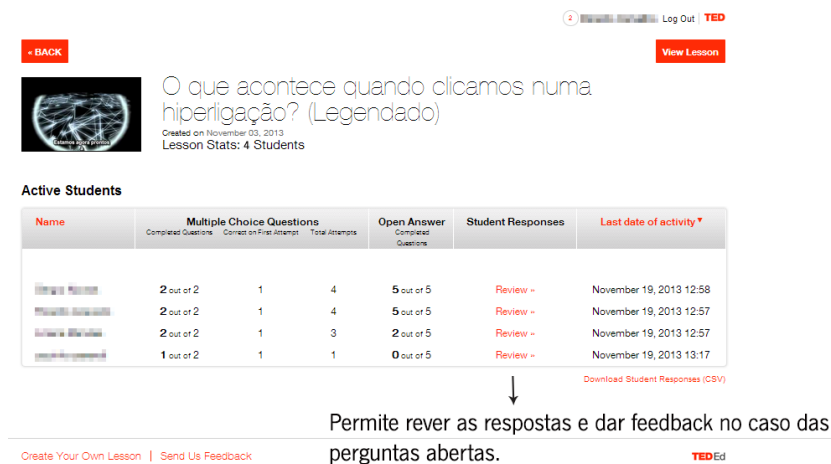 2 Log Out | TED
« BACK
View Lesson
O que acontece quando clicamos numa
hiperligação? (Legendado)
Created on November 03, 2013
Lesson Stats: 4 Students
Estamos agora prontos
Active Students
Name Multiple Choice Questions Open Answer Student Responses Last date of activity ▼
Completed Questions Correct on First Attempt Total Attempts Completed
Questions
2 out of 2 1 4 5 out of 5 Review » November 19, 2013 12:58
2 out of 2 1 4 5 out of 5 Review » November 19, 2013 12:57
2 out of 2 1 3 2 out of 5 Review » November 19, 2013 12:57
1 out of 2 1 1 0 out of 5 Review » November 19, 2013 13:17
Download Student Responses (CSV)
Permite rever as respostas e dar feedback no caso das
perguntas abertas.
Create Your Own Lesson | Send Us Feedback TEDEd